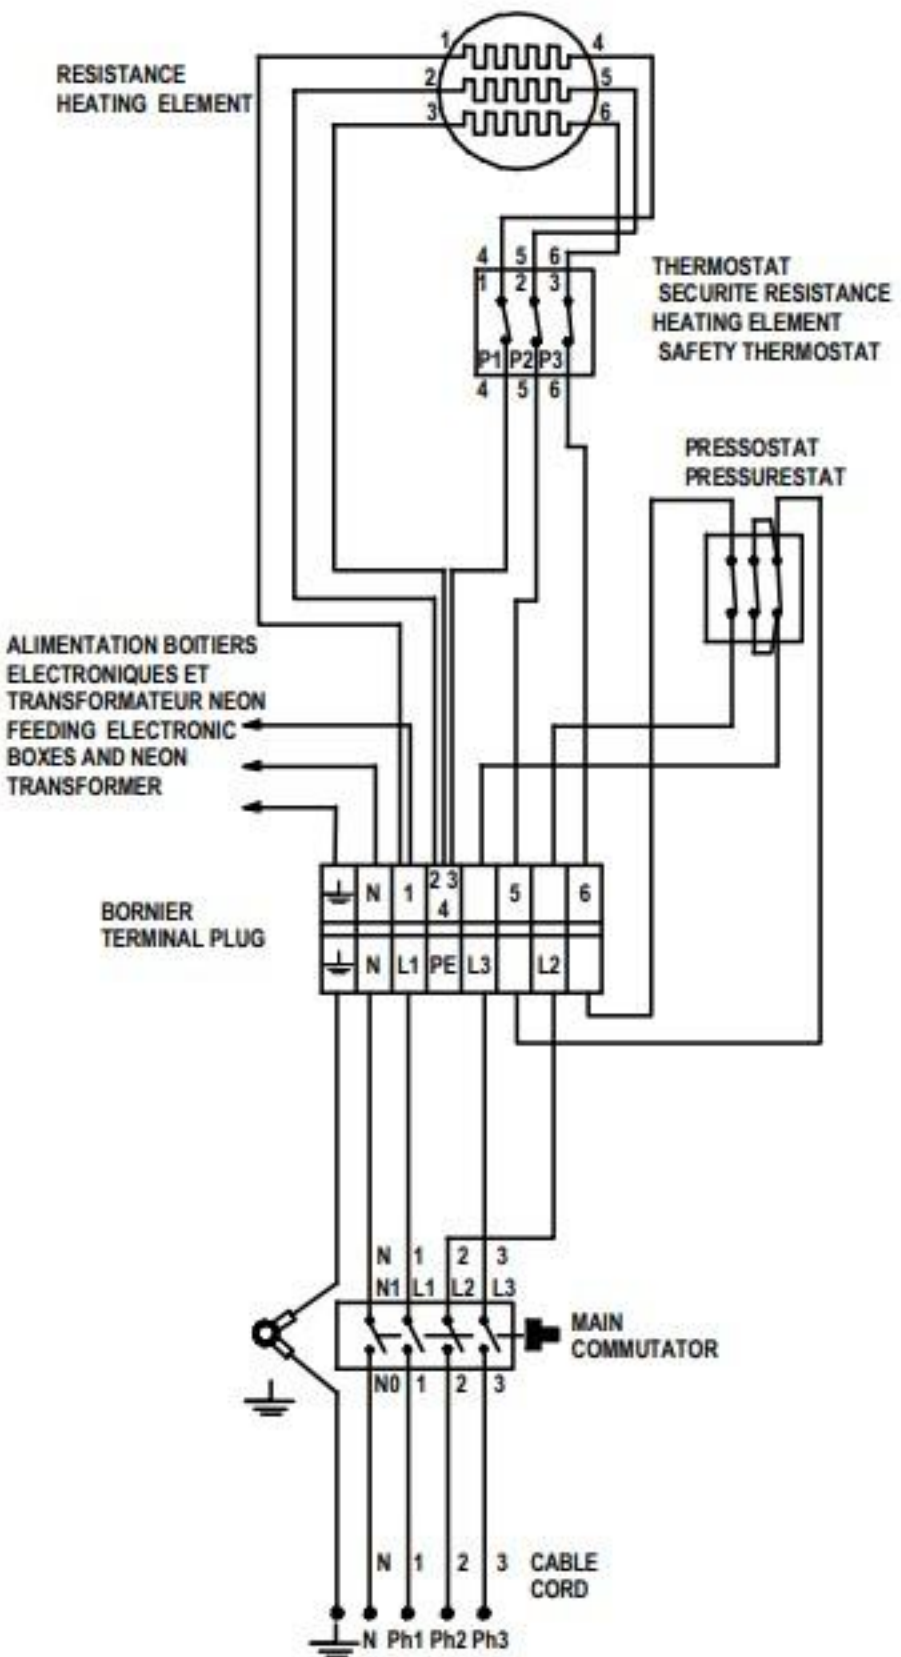 1 4
RESISTANCE
HEATING ELEMENT
2 5
3 6
4 5 6
1 2 3
P1 P2 P3
4 5 6
THERMOSTAT
SECURITE RESISTANCE
HEATING ELEMENT
SAFETY THERMOSTAT
PRESSOSTAT
PRESSURESTAT
ALIMENTATION BOITIERS
ELECTRONIQUES ET
TRANSFORMATEUR NEON
FEEDING ELECTRONIC
BOXES AND NEON
TRANSFORMER
BORNIER
TERMINAL PLUG
N 1 2 3 5 6
4
N L1 PE L3 L2
N 1 2 3
N1 L1 L2 L3
MAIN
COMMUTATOR
N0 1 2 3
N 1 2 3
CABLE
CORD
N Ph1 Ph2 Ph3